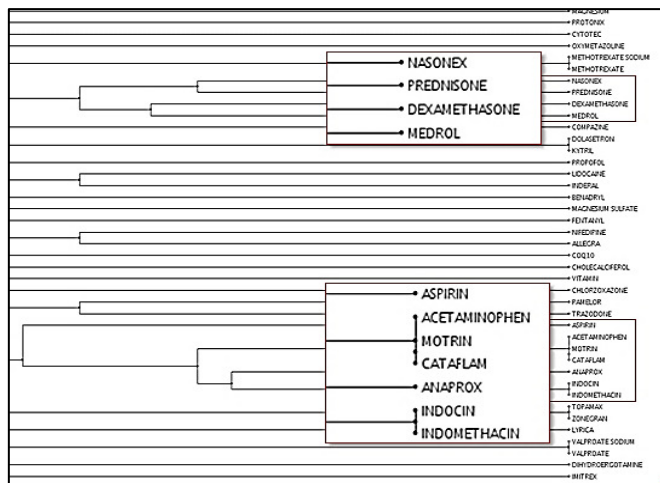 MAGNESIUM
PROTONIX
CYTOTEC
OXYMETAZOLINE
METHOTREXATE SODIUM
METHOTREXATE
NASONEX
PREDNISONE
DEXAMETHASONE
MEDROL
NASONEX
PREDNISONE
DEXAMETHASONE
MEDROL
COMPAZINE
DOLASETRON
KYTRIL
PROPOFOL
LIDOCAINE
INDERAL
BENADRYL
MAGNESIUM SULFATE
FENTANYL
NIFEDIPINE
ALLEGRA
COQ10
CHOLECALCIFEROL
VITAMIN
CHLORZOXAZONE
PAMELOR
TRAZODONE
ASPIRIN
ACETAMINOPHEN
MOTRIN
CATAFLAM
ANAPROX
INDOCIN
INDOMETHACIN
ASPIRIN
ACETAMINOPHEN
MOTRIN
CATAFLAM
ANAPROX
INDOCIN
INDOMETHACIN
TOPAMAX
ZONEGRAN
LYRICA
VALPROATE SODIUM
VALPROATE
DIHYDROERGOTAMINE
IMITREX